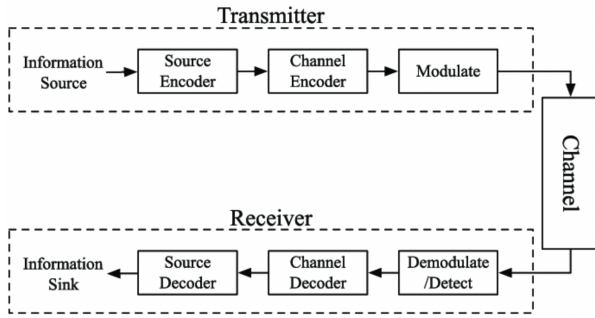 Transmitter
Information
Source
Source
Encoder
Channel
Encoder
Modulate
Channel
Receiver
Information
Sink
Source
Decoder
Channel
Decoder
Demodulate
/Detect